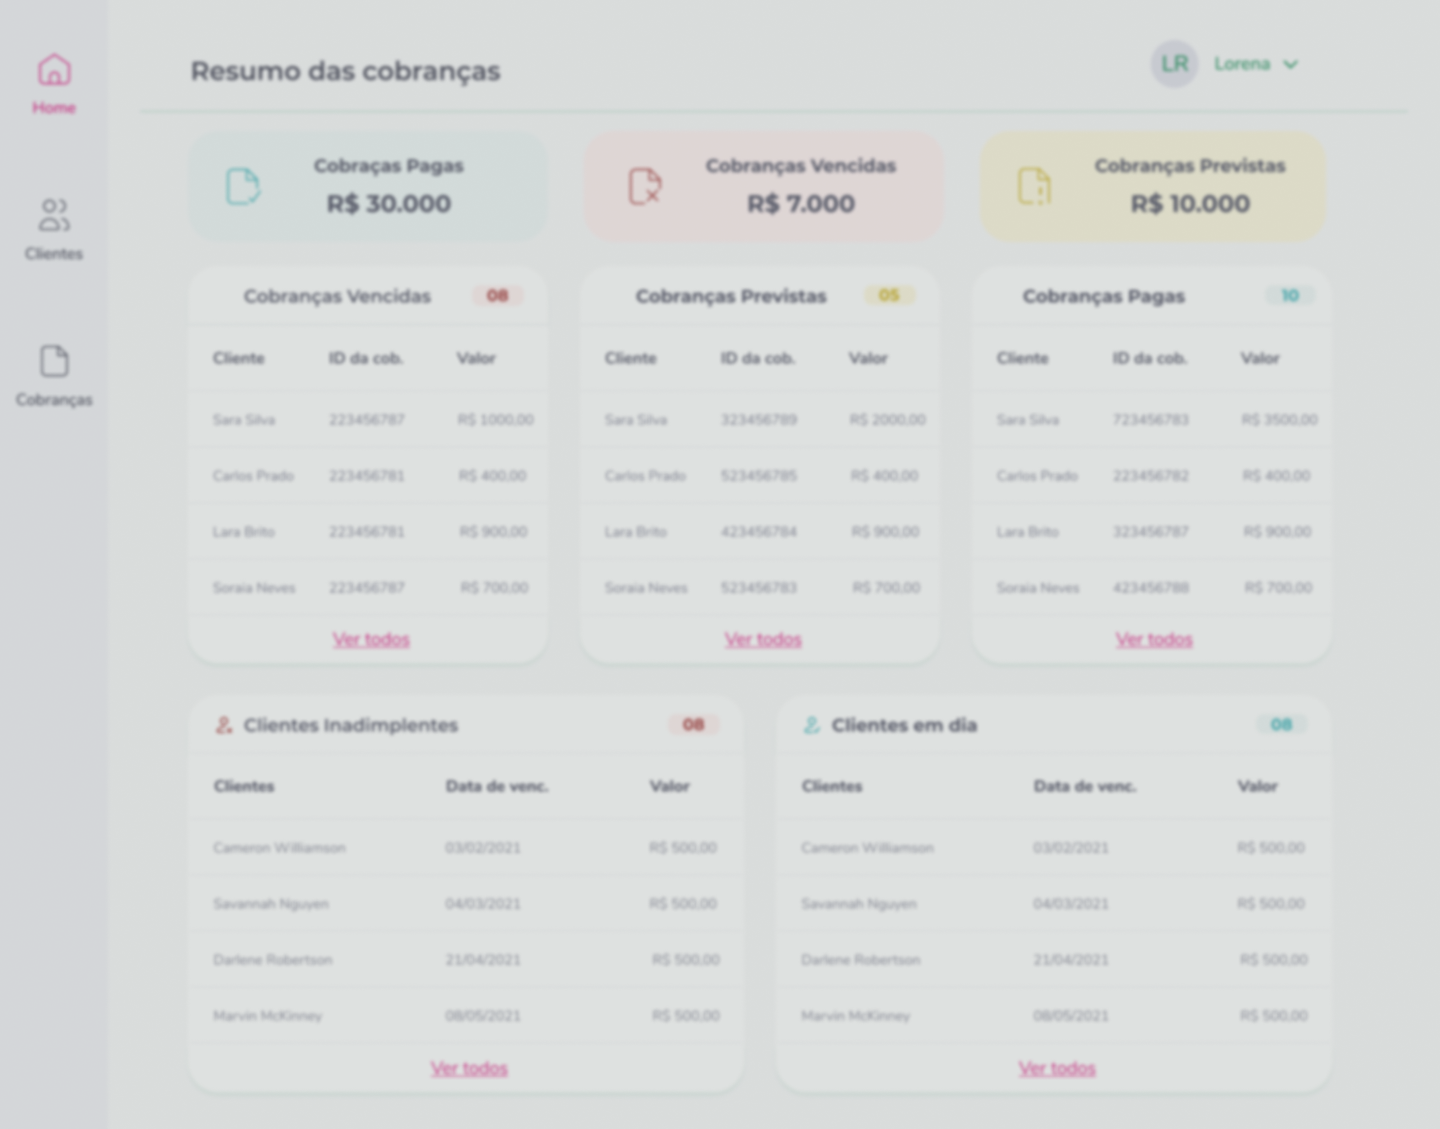 Resumo das cobranças
LR Lorena
Home
Clientes
Cobranças
Cobraças Pagas
R$ 30.000
Cobranças Vencidas
R$ 7.000
Cobranças Previstas
R$ 10.000
Cobranças Vencidas 08
Cliente ID da cob. Valor
Sara Silva 223456787 R$ 1000,00
Carlos Prado 223456781 R$ 400,00
Lara Brito 223456781 R$ 900,00
Soraia Neves 223456787 R$ 700,00
Ver todos
Cobranças Previstas 05
Cliente ID da cob. Valor
Sara Silva 323456789 R$ 2000,00
Carlos Prado 523456785 R$ 400,00
Lara Brito 423456784 R$ 900,00
Soraia Neves 523456783 R$ 700,00
Ver todos
Cobranças Pagas 10
Cliente ID da cob. Valor
Sara Silva 723456783 R$ 3500,00
Carlos Prado 223456782 R$ 400,00
Lara Brito 323456787 R$ 900,00
Soraia Neves 423456788 R$ 700,00
Ver todos
Clientes Inadimplentes 08
Clientes Data de venc. Valor
Cameron Williamson 03/02/2021 R$ 500,00
Savannah Nguyen 04/03/2021 R$ 500,00
Darlene Robertson 21/04/2021 R$ 500,00
Marvin McKinney 08/05/2021 R$ 500,00
Ver todos
Clientes em dia 08
Clientes Data de venc. Valor
Cameron Williamson 03/02/2021 R$ 500,00
Savannah Nguyen 04/03/2021 R$ 500,00
Darlene Robertson 21/04/2021 R$ 500,00
Marvin McKinney 08/05/2021 R$ 500,00
Ver todos